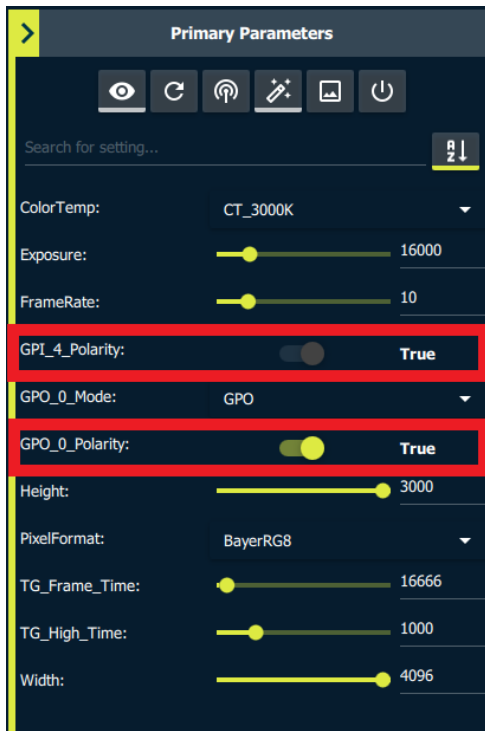 Primary Parameters
Search for setting...
ColorTemp: CT_3000K
Exposure: 16000
FrameRate: 10
GPI_4_Polarity: True
GPO_0_Mode: GPO
GPO_0_Polarity: True
Height: 3000
PixelFormat: BayerRG8
TG_Frame_Time: 16666
TG_High_Time: 1000
Width: 4096